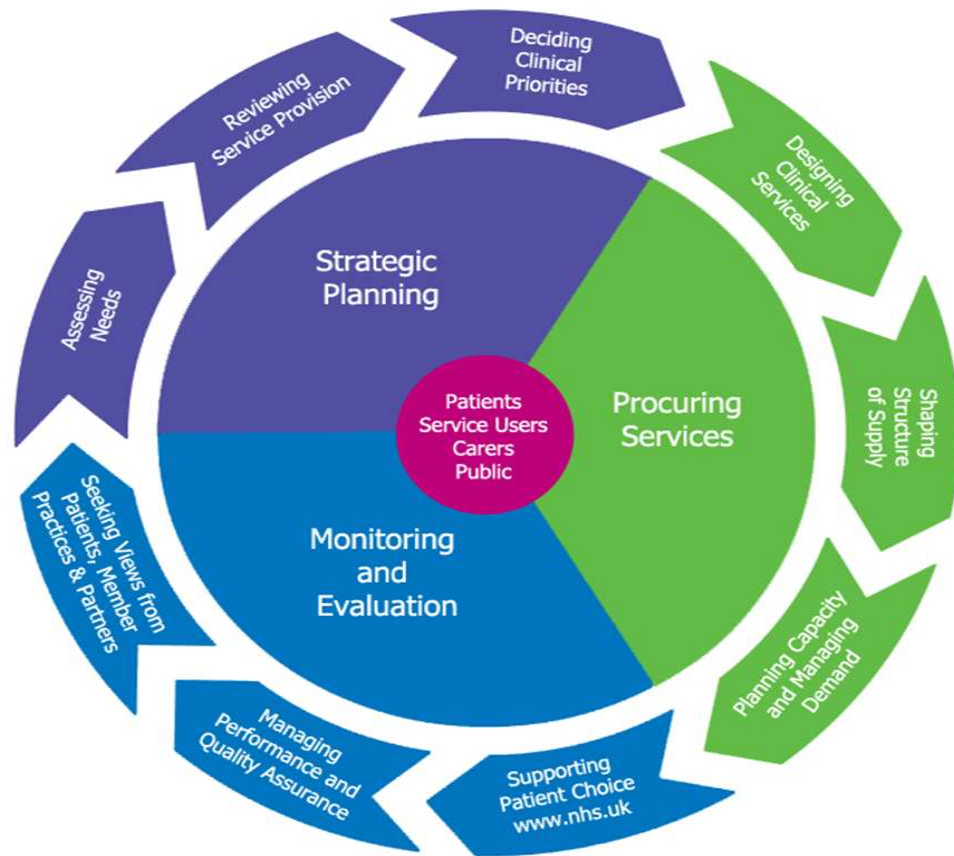 Deciding
Clinical
Priorities
Designing
Clinical
Services
Shaping
Structure
of Supply
Planning Capacity
and Managing
Demand
Supporting
Patient Choice
www.nhs.uk
Managing
Performance and
Quality Assurance
Seeking Views from
Patients, Member
Practices & Partners
Assessing
Needs
Reviewing
Service Provision
Strategic
Planning
Procuring
Services
Monitoring
and
Evaluation
Patients
Service Users
Carers
Public